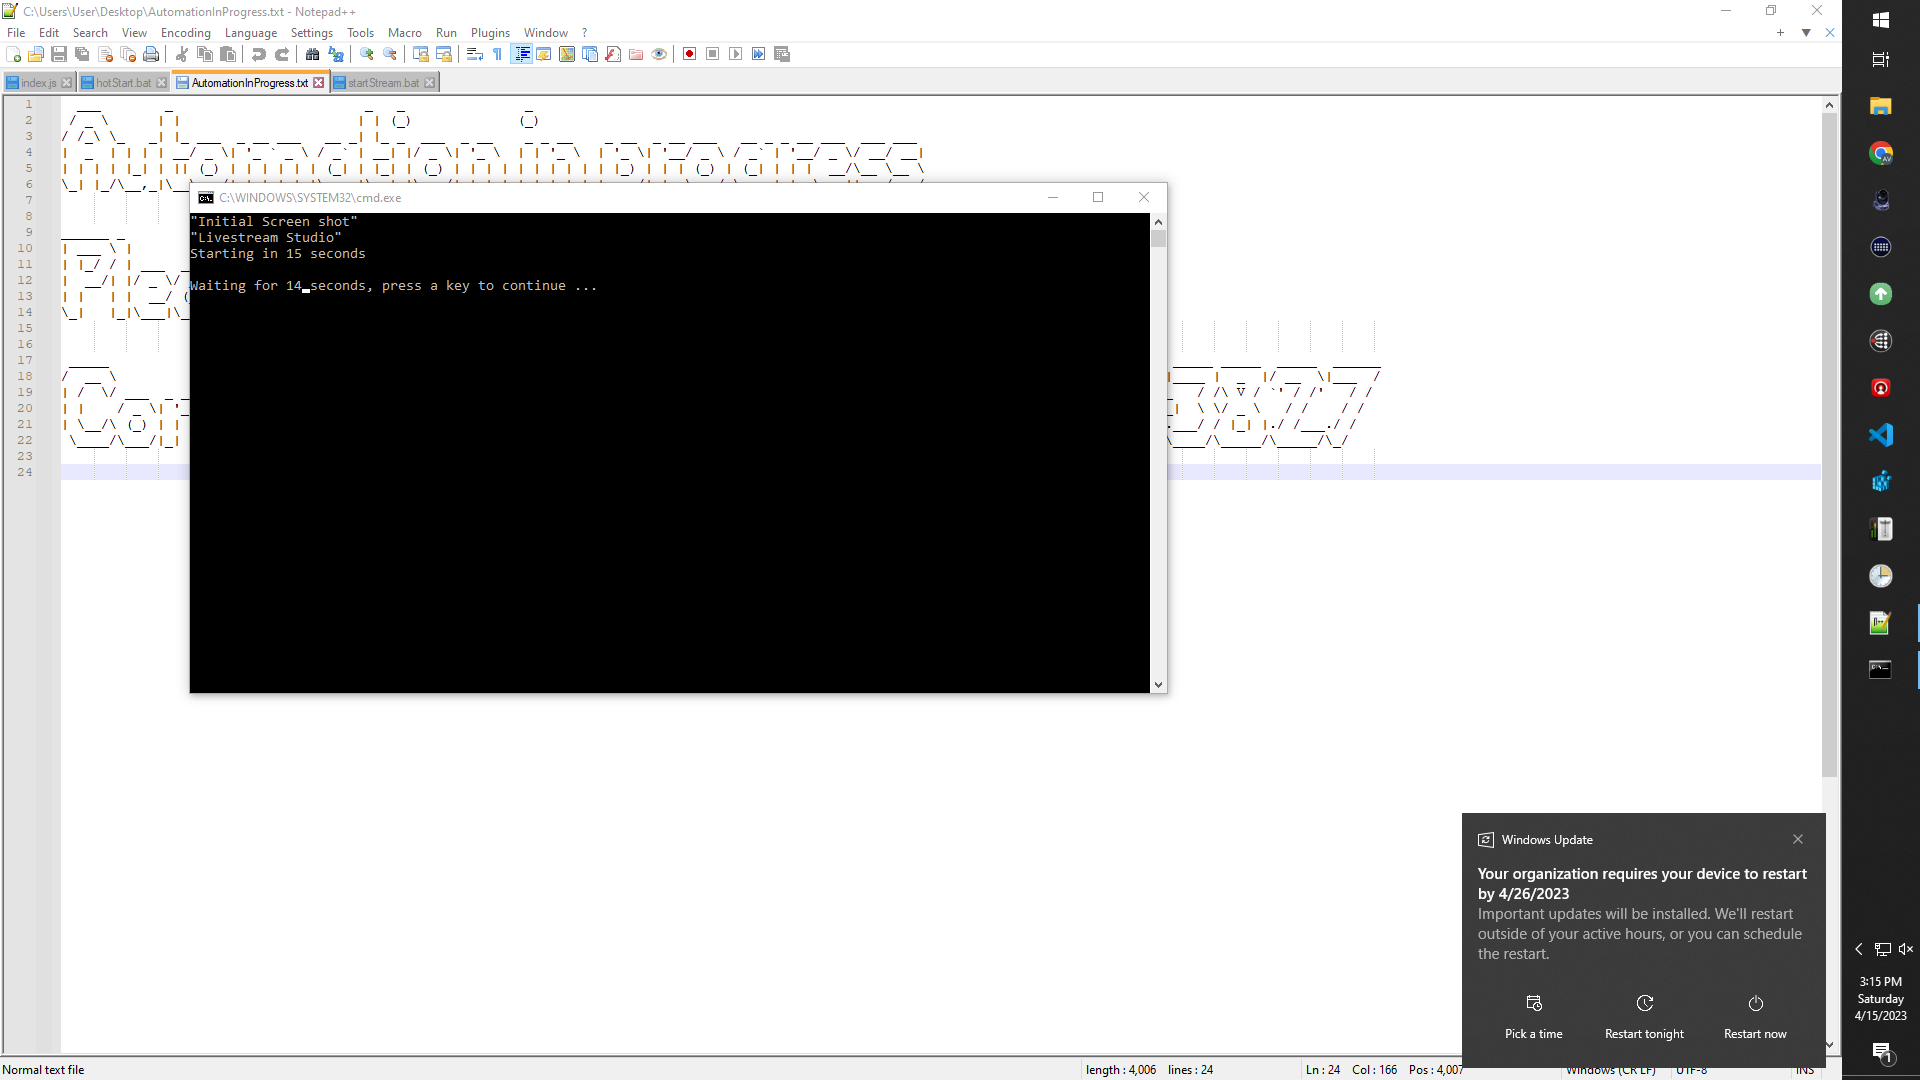 C:\Users\User\Desktop\AutomationInProgress.txt - Notepad++
File Edit Search View Encoding Language Settings Tools Macro Run Plugins Window ?
index.js hotStart.bat AutomationInProgress.txt startStream.bat
1
2
3
4
5
6
7
8
9
10
11
12
13
14
15
16
17
18
19
20
21
22
23
24
Automation in progress
C:\WINDOWS\SYSTEM32\cmd.exe
"Initial Screen shot"
"Livestream Studio"
Starting in 15 seconds
Waiting for 14 seconds, press a key to continue ...
Windows Update
Your organization requires your device to restart
by 4/26/2023
Important updates will be installed. We'll restart
outside of your active hours, or you can schedule
the restart.
Pick a time Restart tonight Restart now
3:15 PM
Saturday
4/15/2023
1
Normal text file length : 4,006 lines : 24 Ln : 24 Col : 166 Pos : 4,007 Windows (CR LF) UTF-8 INS